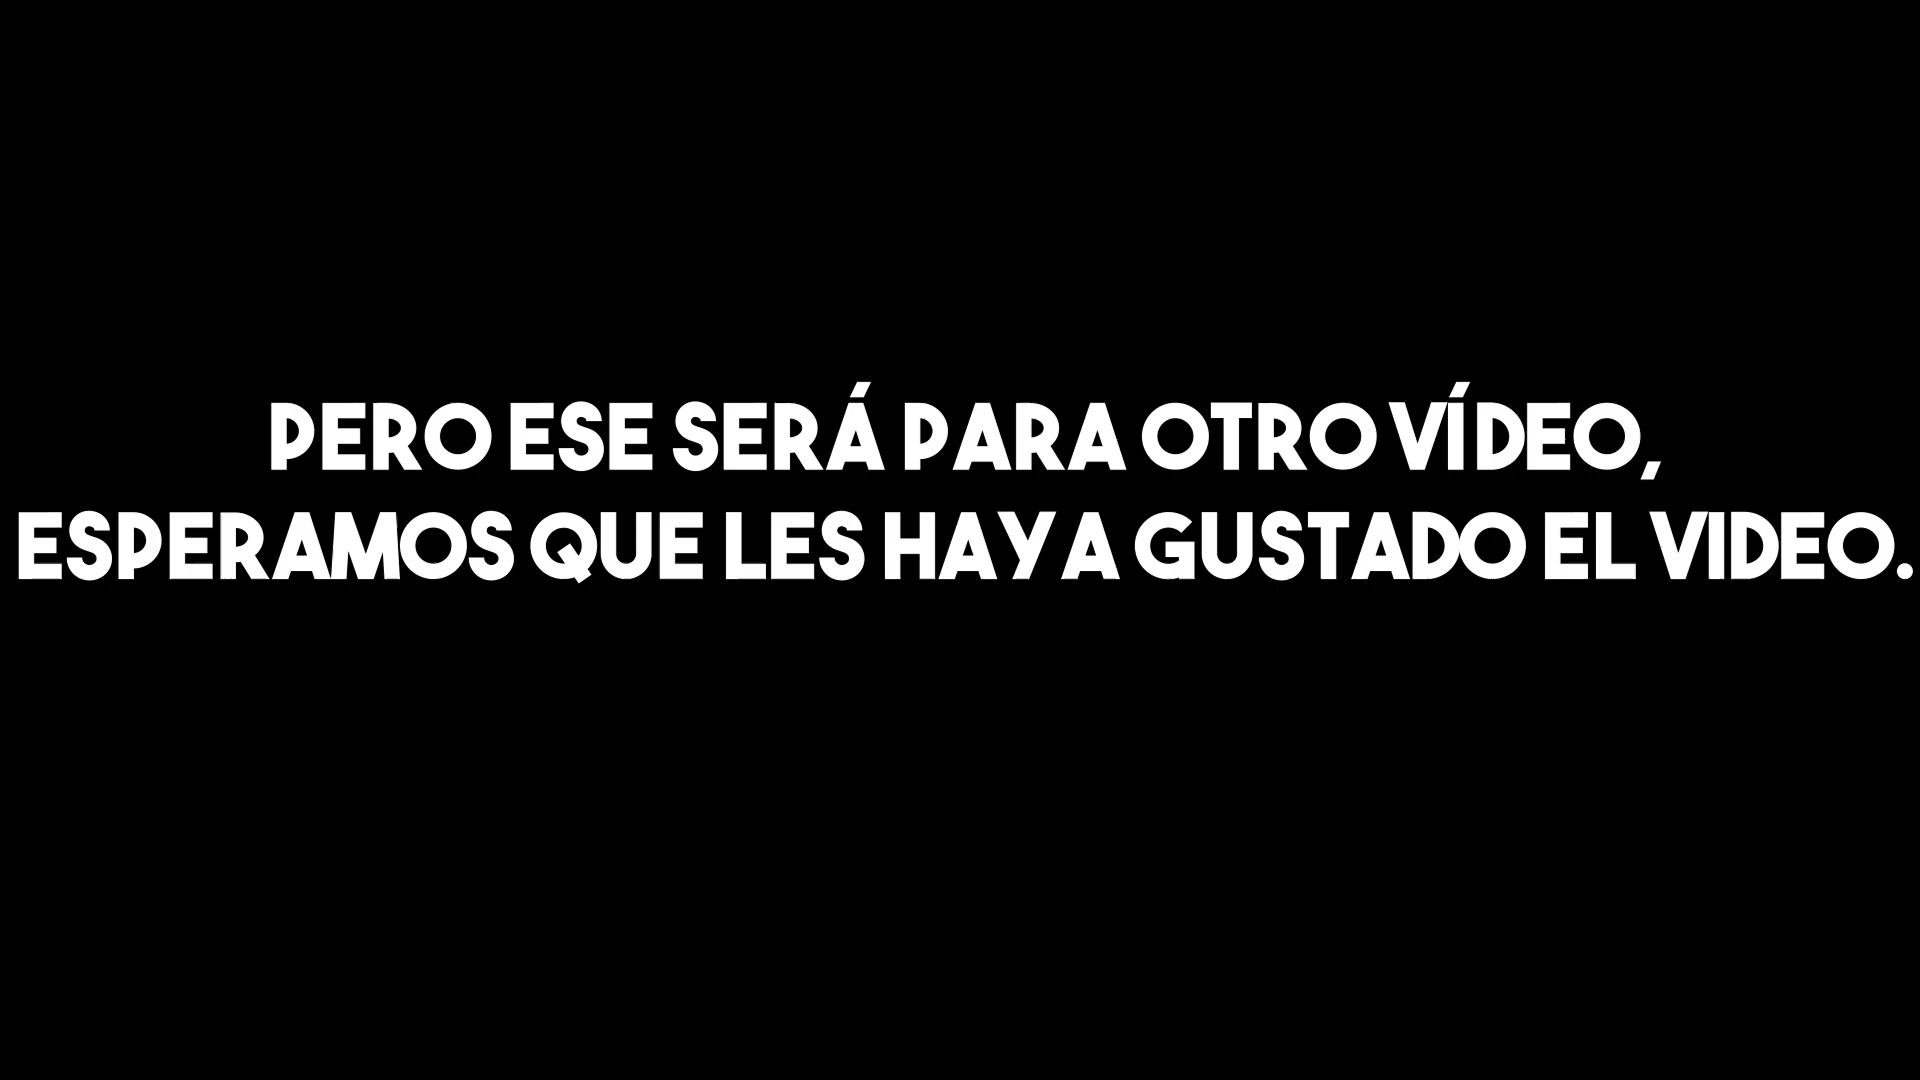 PERO ESE SERÁ PARA OTRO VÍDEO,
ESPERAMOS QUE LES HAYA GUSTADO EL VIDEO.